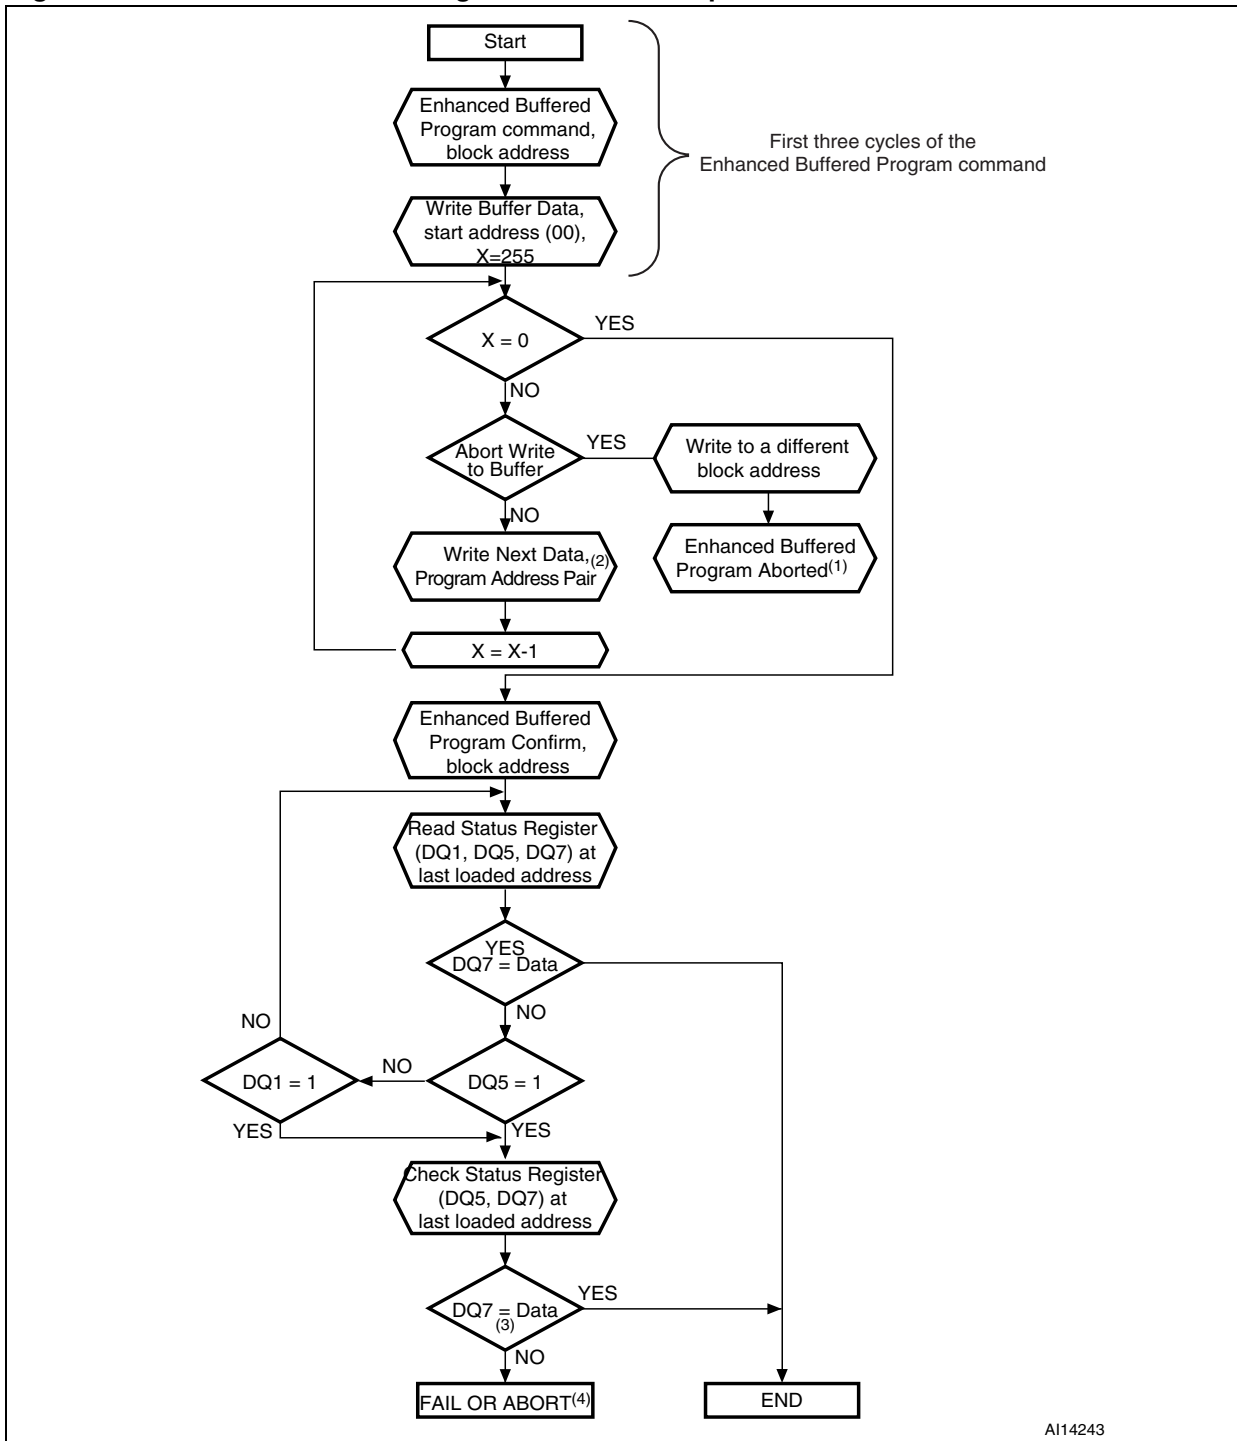 Start
Enhanced Buffered
Program command,
block address
First three cycles of the
Enhanced Buffered Program command
Write Buffer Data,
start address (00),
X=255
X = 0
YES
NO
Abort Write
to Buffer
YES
Write to a different
block address
NO
Write Next Data,(2)
Program Address Pair
Enhanced Buffered
Program Aborted(1)
X = X-1
Enhanced Buffered
Program Confirm,
block address
Read Status Register
(DQ1, DQ5, DQ7) at
last loaded address
YES
DQ7 = Data
NO
NO
DQ1 = 1
NO
DQ5 = 1
YES
YES
Check Status Register
(DQ5, DQ7) at
last loaded address
DQ7 = Data
(3)
YES
NO
FAIL OR ABORT(4)
END
AI14243